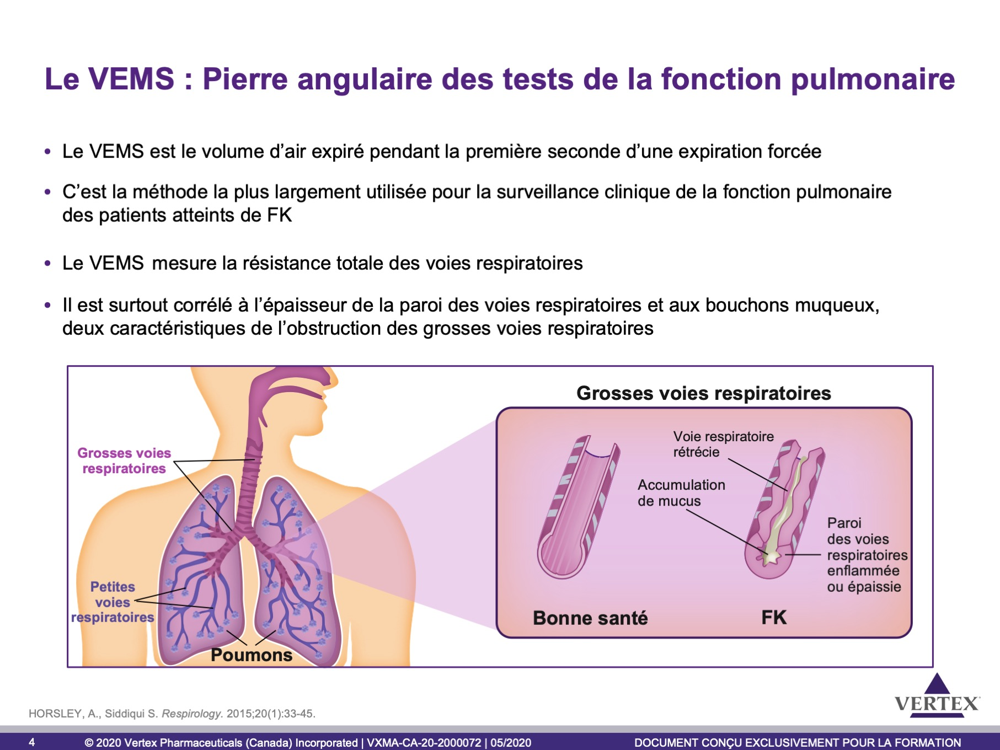 Le VEMS : Pierre angulaire des tests de la fonction pulmonaire
• Le VEMS est le volume d’air expiré pendant la première seconde d’une expiration forcée
• C’est la méthode la plus largement utilisée pour la surveillance clinique de la fonction pulmonaire
des patients atteints de FK
• Le VEMS mesure la résistance totale des voies respiratoires
• Il est surtout corrélé à l’épaisseur de la paroi des voies respiratoires et aux bouchons muqueux,
deux caractéristiques de l’obstruction des grosses voies respiratoires
Grosses voies
respiratoires
Petites
voies
respiratoires
Poumons
Grosses voies respiratoires
Voie respiratoire
rétrécie
Accumulation
de mucus
Paroi
des voies
respiratoires
enflammée
ou épaissie
Bonne santé
FK
VERTEX
HORSLEY, A., Siddiqui S. Respirology. 2015;20(1):33-45.
4
© 2020 Vertex Pharmaceuticals (Canada) Incorporated | VXMA-CA-20-2000072 | 05/2020
DOCUMENT CONÇU EXCLUSIVEMENT POUR LA FORMATION